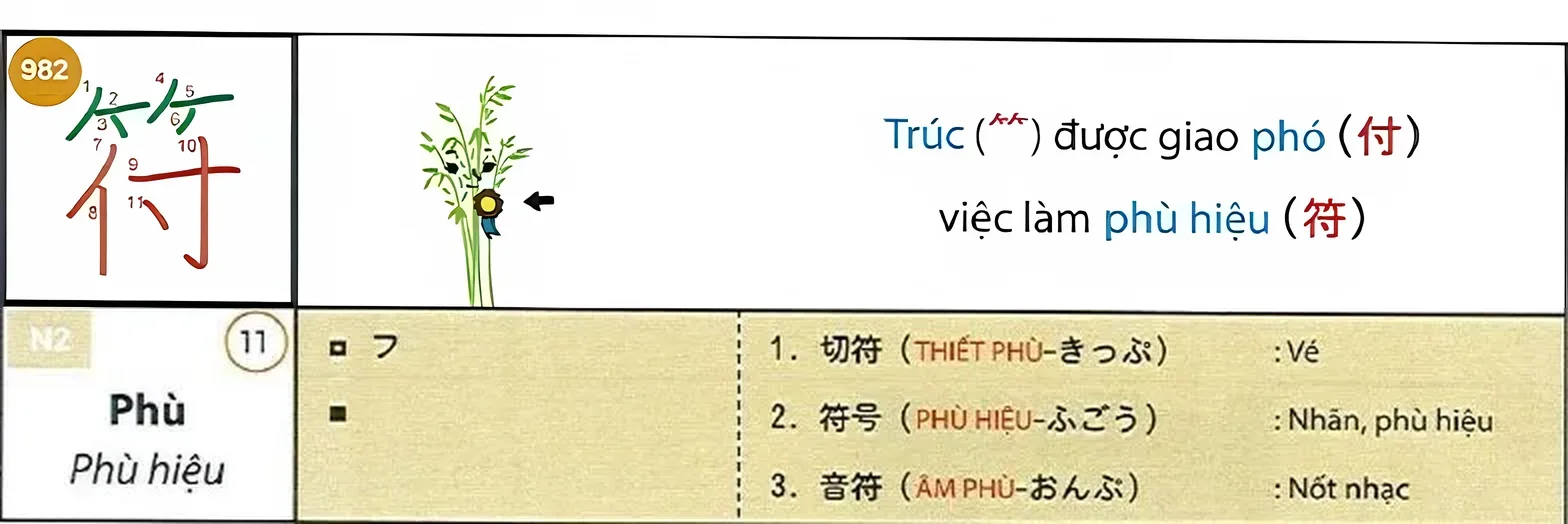 982
1 2 3 4 5 6 7 8 9 10 11
符
Trúc (⺮) được giao phó (付)
việc làm phù hiệu (符)
N2
11
Phù
Phù hiệu
フ
1. 切符 (THIẾT PHÙ-きっぷ) : Vé
2. 符号 (PHÙ HIỆU-ふごう) : Nhãn, phù hiệu
3. 音符 (ÂM PHÙ-おんぷ) : Nốt nhạc